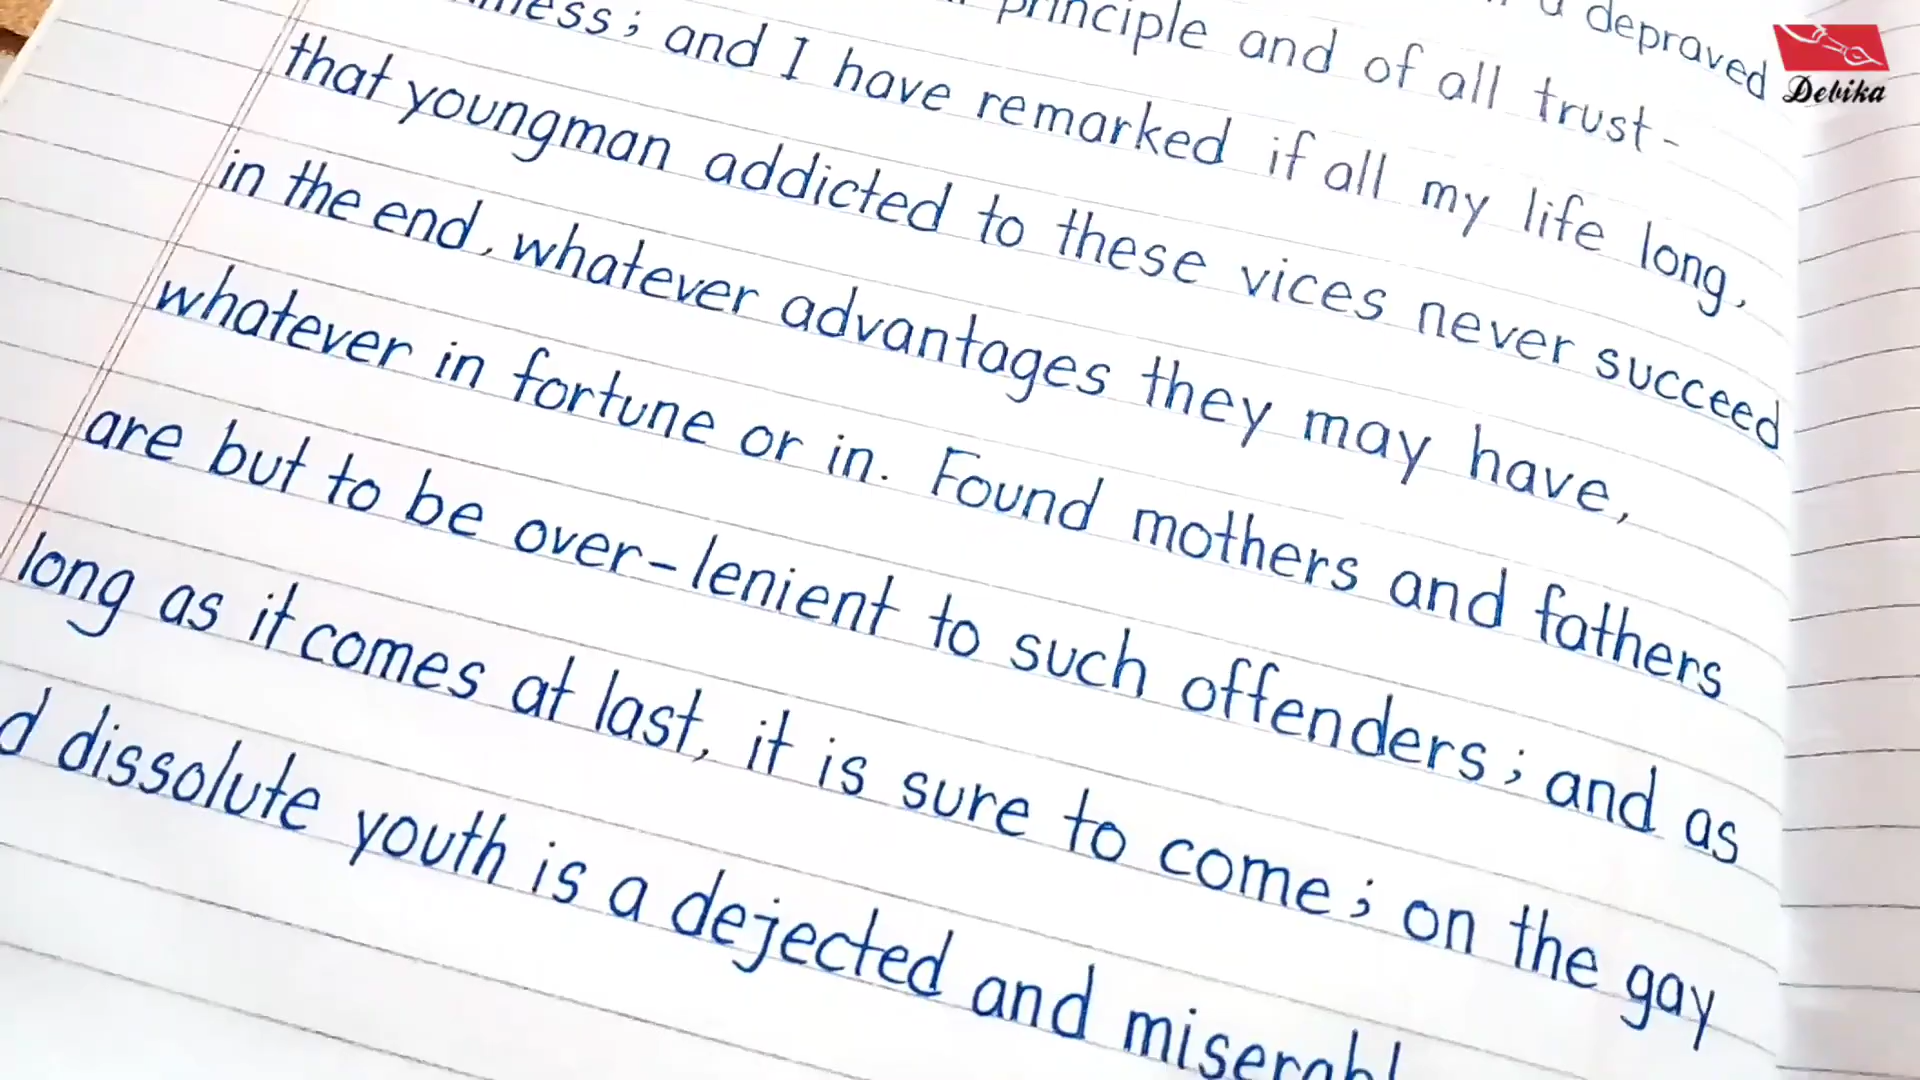 a depraved
principle and of all trust-
ness; and I have remarked if all my life long,
that youngman addicted to these vices never succeed
in the end, whatever advantages they may have,
whatever in fortune or in. Found mothers and fathers
are but to be over-lenient to such offenders; and as
long as it comes at last, it is sure to come; on the gay
d dissolute youth is a dejected and miserabl
Debika